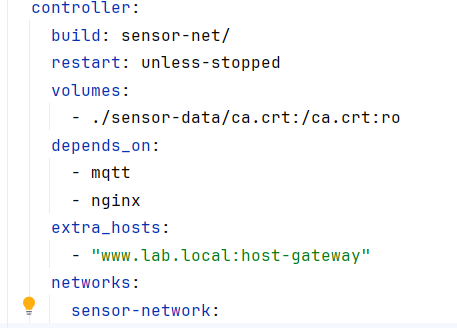 controller:
build: sensor-net/
restart: unless-stopped
volumes:
- ./sensor-data/ca.crt:/ca.crt:ro
depends_on:
- mqtt
- nginx
extra_hosts:
- "www.lab.local:host-gateway"
networks:
sensor-network: